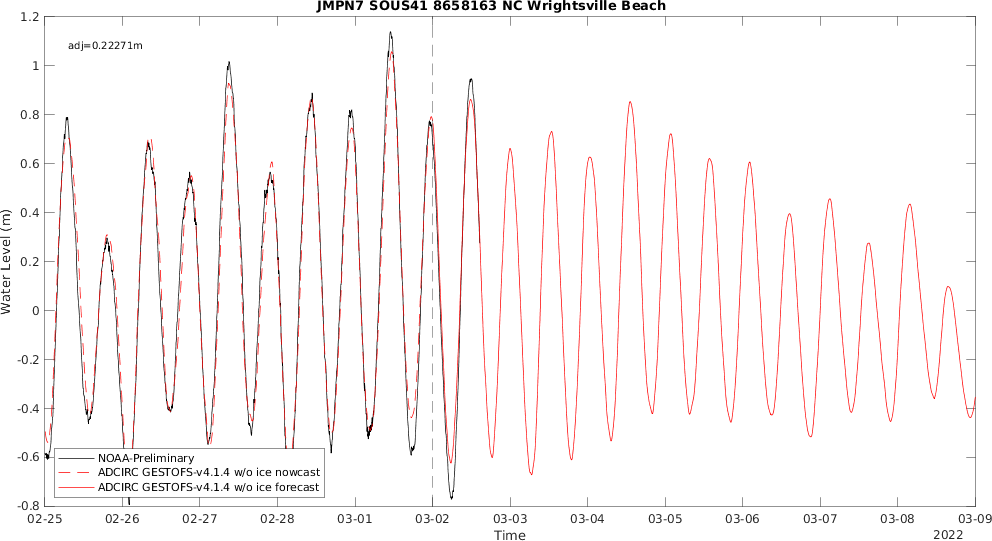 JMPN7 SOUS41 8658163 NC Wrightsville Beach
adj=0.22271m
1.2
1
0.8
0.6
0.4
0.2
0
-0.2
-0.4
-0.6
-0.8
Water Level (m)
NOAA-Preliminary
ADCIRC GESTOFS-v4.1.4 w/o ice nowcast
ADCIRC GESTOFS-v4.1.4 w/o ice forecast
02-25 02-26 02-27 02-28 03-01 03-02 03-03 03-04 03-05 03-06 03-07 03-08 03-09
Time
2022